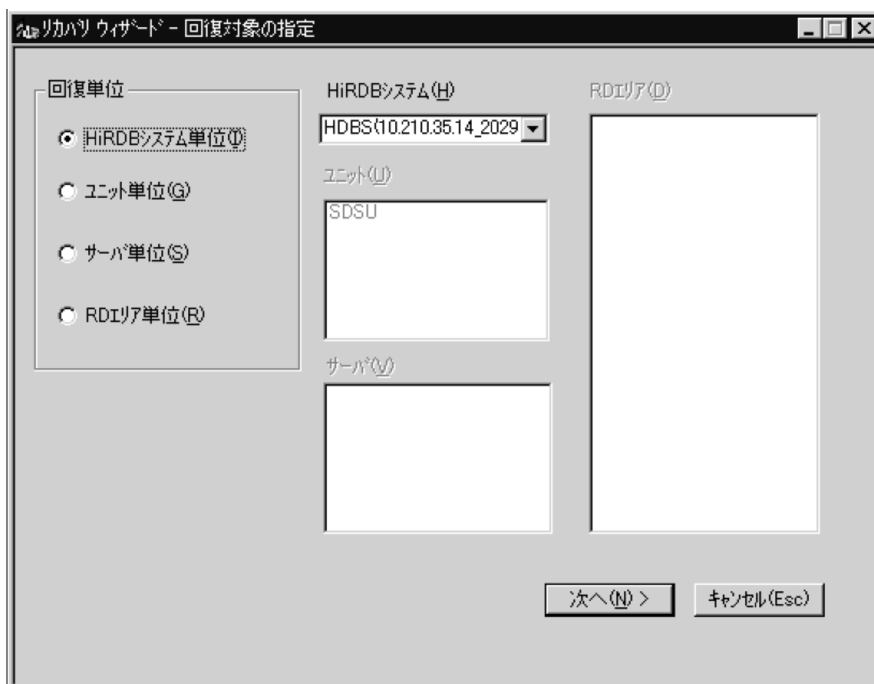 リカバリ ウィザード - 回復対象の指定
回復単位
HiRDBシステム単位(I)
ユニット単位(G)
サーバ単位(S)
RDエリア単位(R)
HiRDBシステム(H)
HDBS(10.210.35.14_2029
ユニット(U)
SDSU
サーバ(V)
RDエリア(D)
次へ(N) >
キャンセル(Esc)